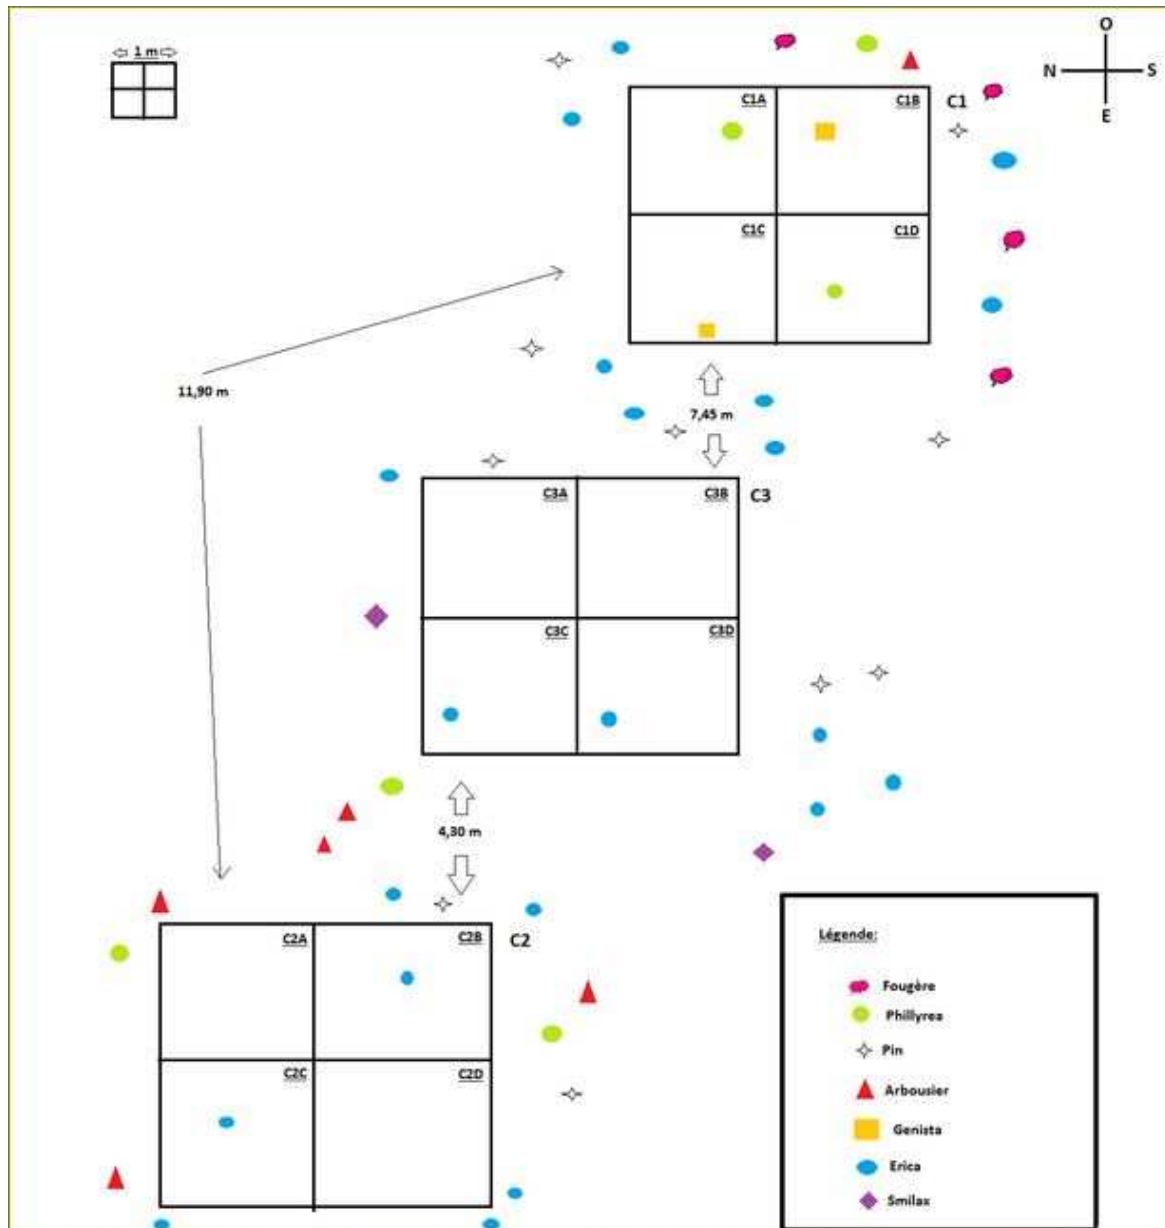 O
N S
E
1 m
C1A C1B C1
C1C C1D
11,90 m
7,45 m
C3A C3B C3
C3C C3D
4,30 m
C2A C2B C2
C2C C2D
Légende:
Fougère
Phillyrea
Pin
Arbousier
Genista
Erica
Smilax